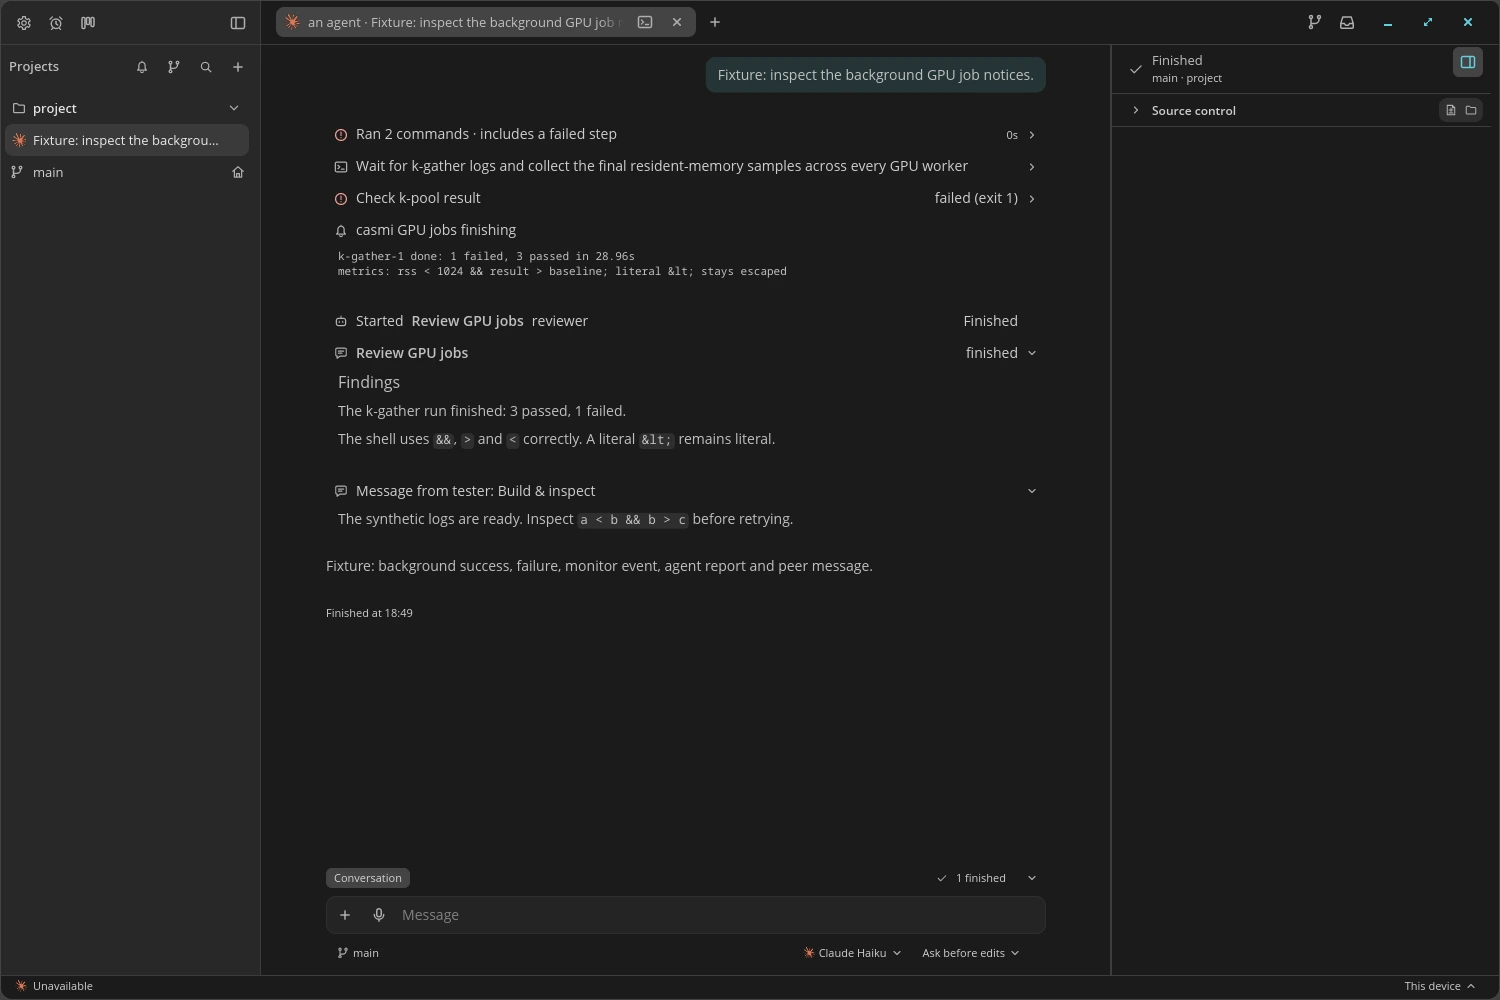 an agent · Fixture: inspect the background GPU job
Projects
project
Fixture: inspect the backgrou...
main
Fixture: inspect the background GPU job notices.
Ran 2 commands · includes a failed step 0s
Wait for k-gather logs and collect the final resident-memory samples across every GPU worker
Check k-pool result failed (exit 1)
casmi GPU jobs finishing
k-gather-1 done: 1 failed, 3 passed in 28.96s
metrics: rss < 1024 && result > baseline; literal &lt; stays escaped
Started Review GPU jobs reviewer Finished
Review GPU jobs finished
Findings
The k-gather run finished: 3 passed, 1 failed.
The shell uses &&, > and < correctly. A literal &lt; remains literal.
Message from tester: Build & inspect
The synthetic logs are ready. Inspect a < b && b > c before retrying.
Fixture: background success, failure, monitor event, agent report and peer message.
Finished at 18:49
Conversation 1 finished
Message
main Claude Haiku Ask before edits
Finished
main · project
Source control
Unavailable This device